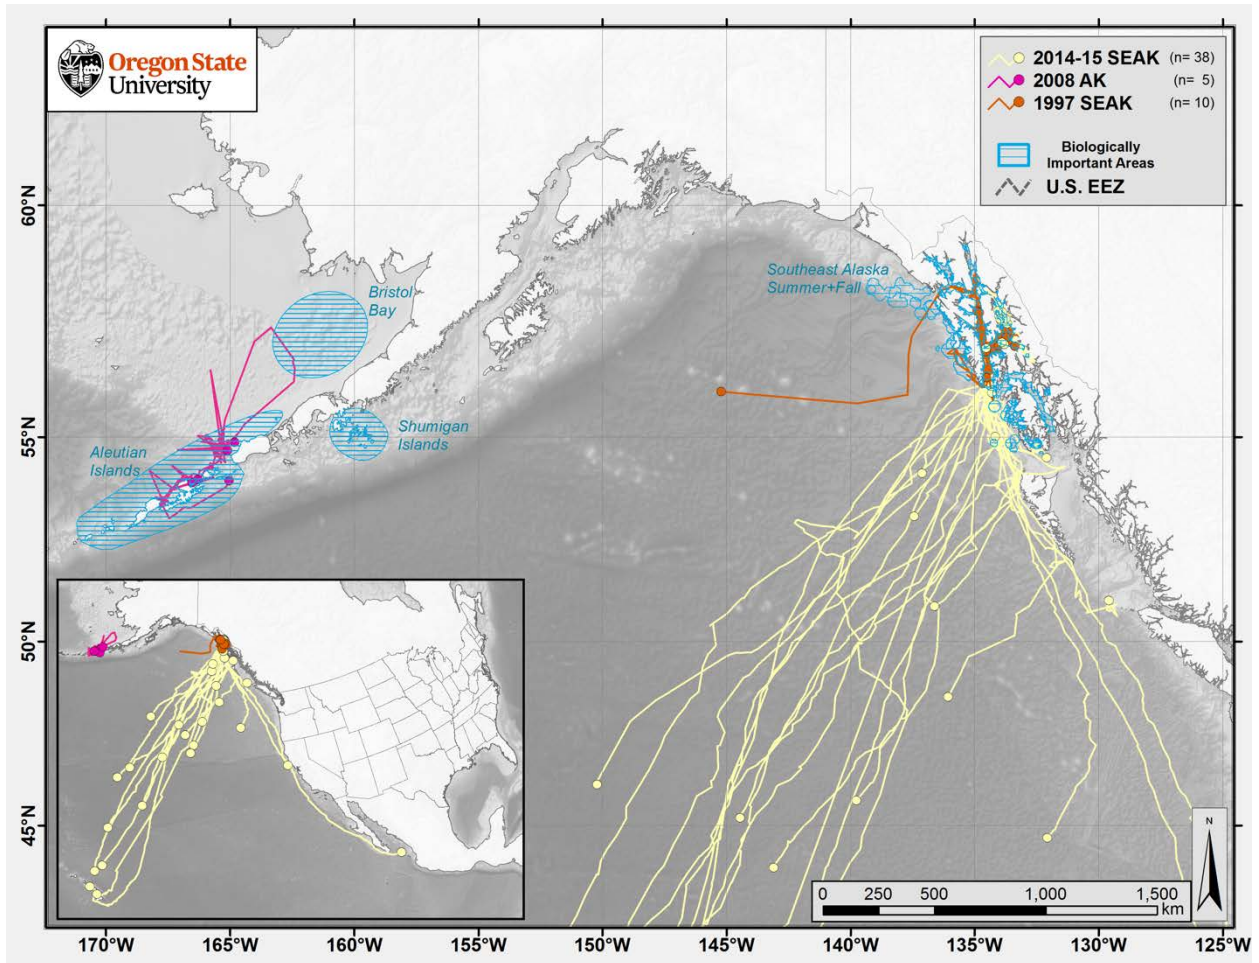 Oregon State
University
2014-15 SEAK (n= 38)
2008 AK (n= 5)
1997 SEAK (n= 10)
Biologically
Important Areas
U.S. EEZ
60°N
55°N
50°N
45°N
Bristol
Bay
Southeast Alaska
Summer+Fall
Aleutian
Islands
Shumigan
Islands
N
0 250 500 1,000 1,500
km
170°W 165°W 160°W 155°W 150°W 145°W 140°W 135°W 130°W 125°W